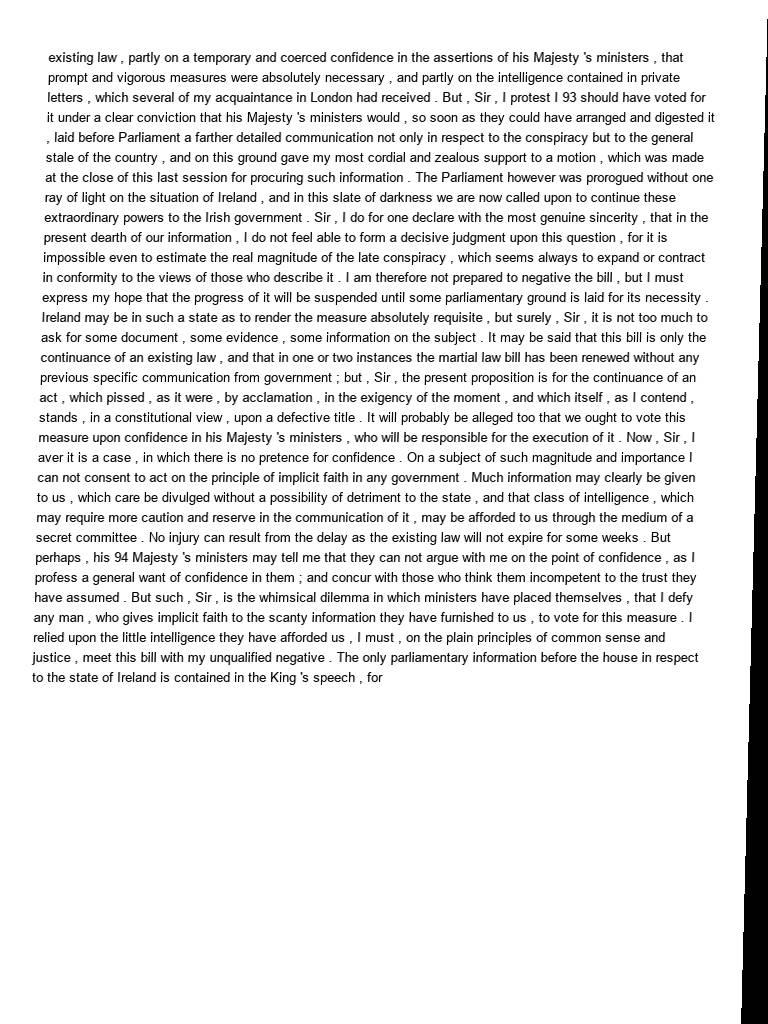 existing law , partly on a temporary and coerced confidence in the assertions of his Majesty 's ministers , that
prompt and vigorous measures were absolutely necessary , and partly on the intelligence contained in private
letters , which several of my acquaintance in London had received . But , Sir , I protest I 93 should have voted for
it under a clear conviction that his Majesty 's ministers would , so soon as they could have arranged and digested it
, laid before Parliament a farther detailed communication not only in respect to the conspiracy but to the general
stale of the country , and on this ground gave my most cordial and zealous support to a motion , which was made
at the close of this last session for procuring such information . The Parliament however was prorogued without one
ray of light on the situation of Ireland , and in this slate of darkness we are now called upon to continue these
extraordinary powers to the Irish government . Sir , I do for one declare with the most genuine sincerity , that in the
present dearth of our information , I do not feel able to form a decisive judgment upon this question , for it is
impossible even to estimate the real magnitude of the late conspiracy , which seems always to expand or contract
in conformity to the views of those who describe it . I am therefore not prepared to negative the bill , but I must
express my hope that the progress of it will be suspended until some parliamentary ground is laid for its necessity .
Ireland may be in such a state as to render the measure absolutely requisite , but surely , Sir , it is not too much to
ask for some document , some evidence , some information on the subject . It may be said that this bill is only the
continuance of an existing law , and that in one or two instances the martial law bill has been renewed without any
previous specific communication from government ; but , Sir , the present proposition is for the continuance of an
act , which pissed , as it were , by acclamation , in the exigency of the moment , and which itself , as I contend ,
stands , in a constitutional view , upon a defective title . It will probably be alleged too that we ought to vote this
measure upon confidence in his Majesty 's ministers , who will be responsible for the execution of it . Now , Sir , I
aver it is a case , in which there is no pretence for confidence . On a subject of such magnitude and importance I
can not consent to act on the principle of implicit faith in any government . Much information may clearly be given
to us , which care be divulged without a possibility of detriment to the state , and that class of intelligence , which
may require more caution and reserve in the communication of it , may be afforded to us through the medium of a
secret committee . No injury can result from the delay as the existing law will not expire for some weeks . But
perhaps , his 94 Majesty 's ministers may tell me that they can not argue with me on the point of confidence , as I
profess a general want of confidence in them ; and concur with those who think them incompetent to the trust they
have assumed . But such , Sir , is the whimsical dilemma in which ministers have placed themselves , that I defy
any man , who gives implicit faith to the scanty information they have furnished to us , to vote for this measure . I
relied upon the little intelligence they have afforded us , I must , on the plain principles of common sense and
justice , meet this bill with my unqualified negative . The only parliamentary information before the house in respect
to the state of Ireland is contained in the King 's speech , for